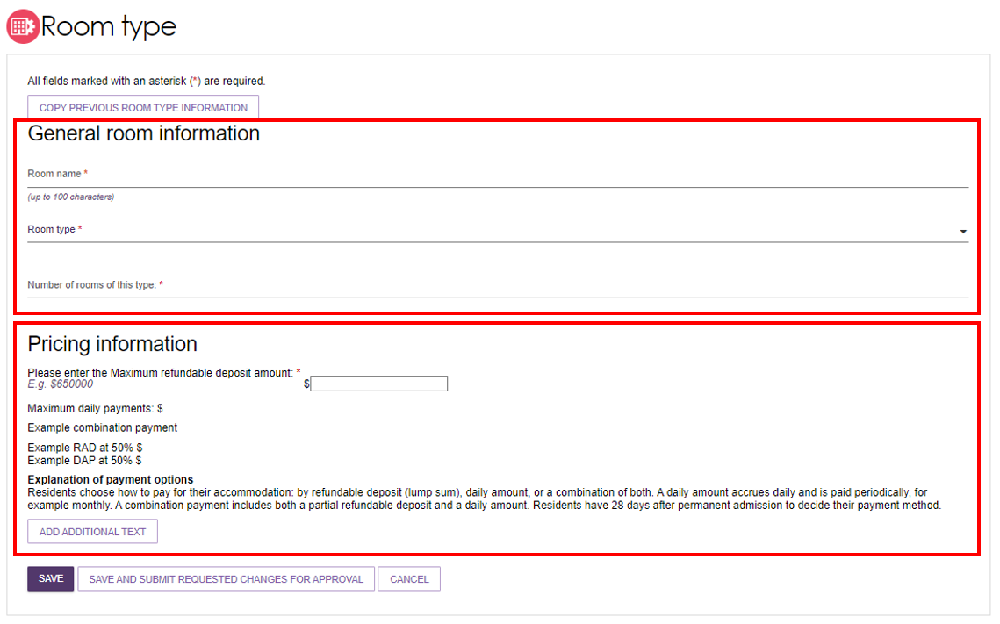 Room type
All fields marked with an asterisk (*) are required.
COPY PREVIOUS ROOM TYPE INFORMATION
General room information
Room name *
(up to 100 characters)
Room type *
Number of rooms of this type: *
Pricing information
Please enter the Maximum refundable deposit amount: *
E.g. $650000
$
Maximum daily payments: $
Example combination payment
Example RAD at 50% $
Example DAP at 50% $
Explanation of payment options
Residents choose how to pay for their accommodation: by refundable deposit (lump sum), daily amount, or a combination of both. A daily amount accrues daily and is paid periodically, for
example monthly. A combination payment includes both a partial refundable deposit and a daily amount. Residents have 28 days after permanent admission to decide their payment method.
ADD ADDITIONAL TEXT
SAVE
SAVE AND SUBMIT REQUESTED CHANGES FOR APPROVAL
CANCEL